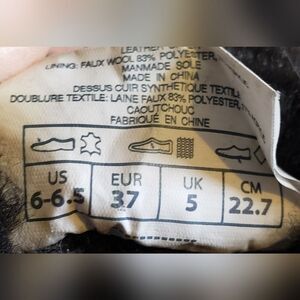 LINING: FAUX WOOL 83% POLYESTER,
MANMADE SOLE
MADE IN CHINA
DESSUS CUIR SYNTHETIQUE TEXTILE
DOUBLURE TEXTILE: LAINE FAUX 83% POLYESTER,
CAOUTCHOUC
FABRIQUÉ EN CHINE
US EUR UK CM
6-6.5 37 5 22.7